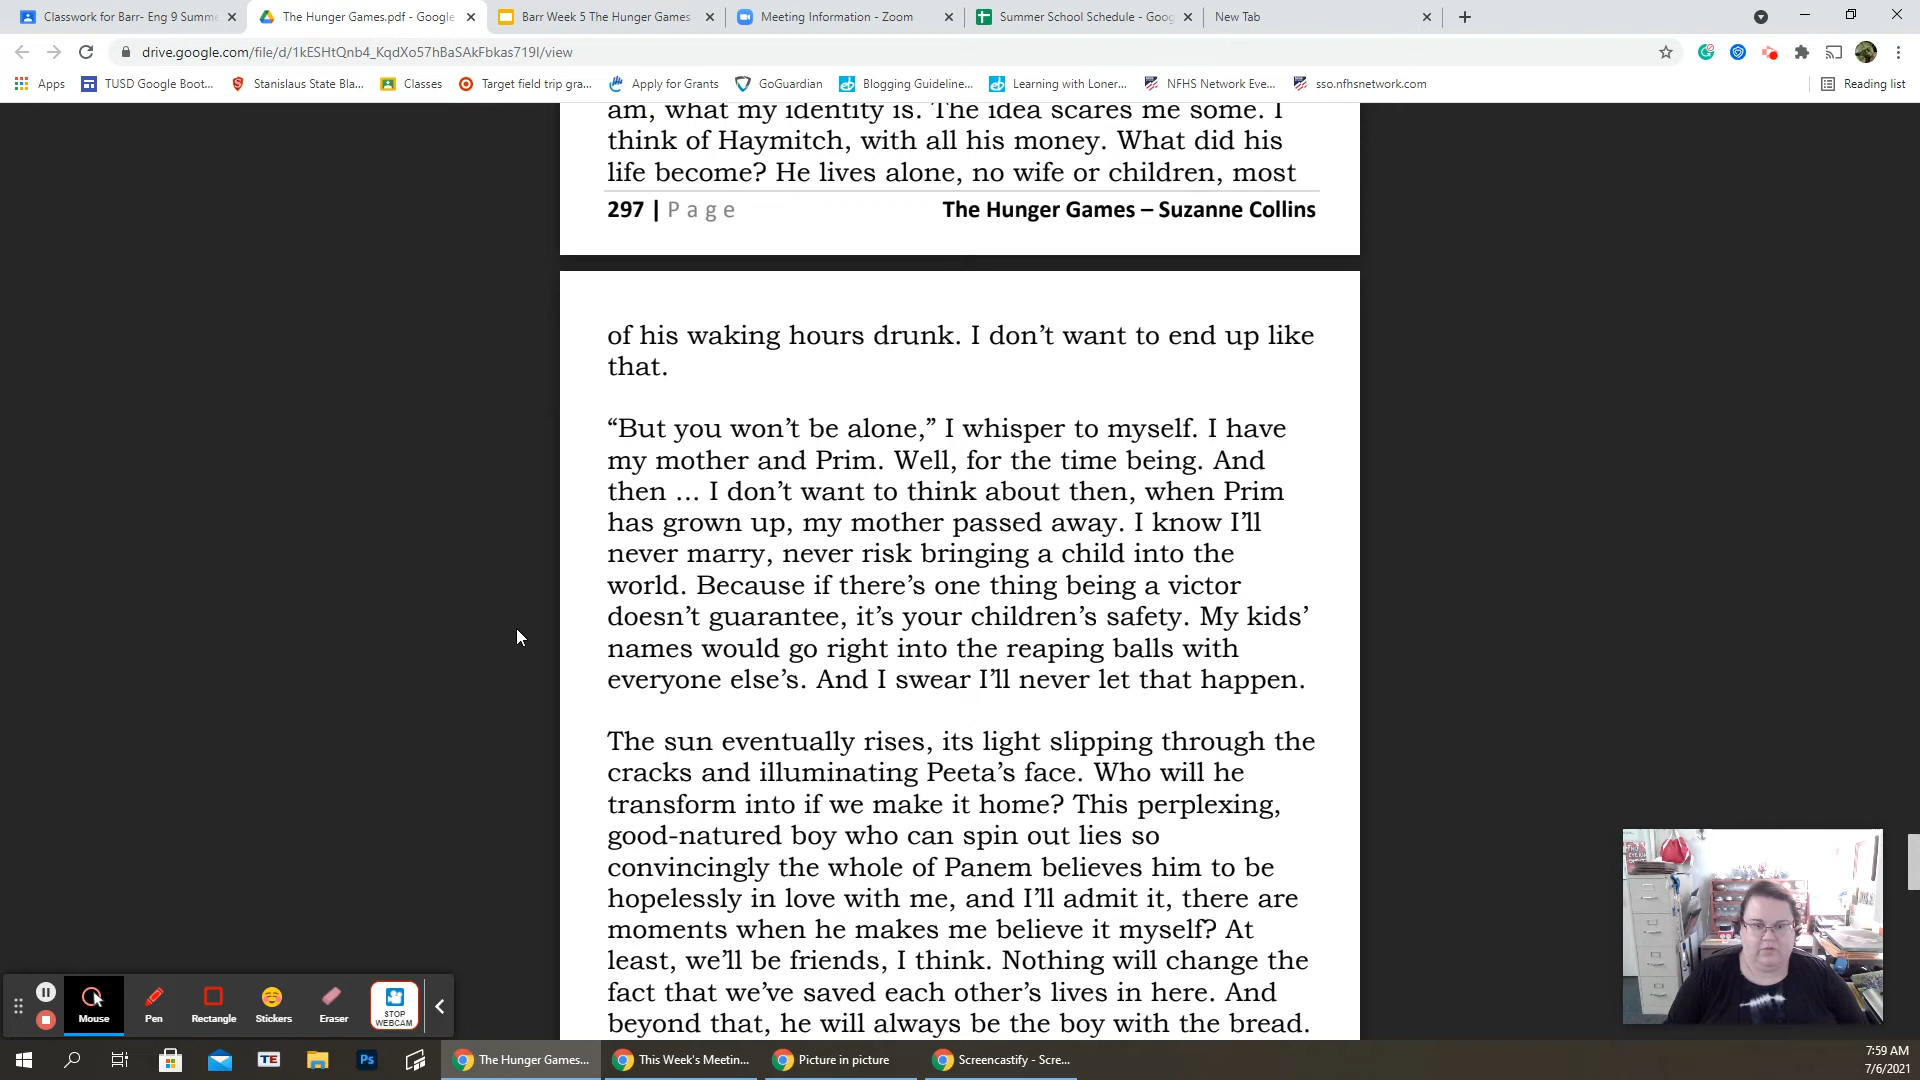 Classwork for Barr- Eng 9 Summe
The Hunger Games.pdf - Google
Barr Week 5 The Hunger Games
Meeting Information - Zoom
Summer School Schedule - Goog
New Tab
drive.google.com/file/d/1kESHtQnb4_KqdXo57hBaSAkFbkas719I/view
Apps
TUSD Google Boot...
Stanislaus State Bla...
Classes
Target field trip gra...
Apply for Grants
GoGuardian
Blogging Guideline...
Learning with Loner...
NFHS Network Eve...
sso.nfhsnetwork.com
Reading list
am, what my identity is. The idea scares me some. I
think of Haymitch, with all his money. What did his
life become? He lives alone, no wife or children, most
297 | Page
The Hunger Games – Suzanne Collins
of his waking hours drunk. I don’t want to end up like
that.
“But you won’t be alone,” I whisper to myself. I have
my mother and Prim. Well, for the time being. And
then ... I don’t want to think about then, when Prim
has grown up, my mother passed away. I know I’ll
never marry, never risk bringing a child into the
world. Because if there’s one thing being a victor
doesn’t guarantee, it’s your children’s safety. My kids’
names would go right into the reaping balls with
everyone else’s. And I swear I’ll never let that happen.
The sun eventually rises, its light slipping through the
cracks and illuminating Peeta’s face. Who will he
transform into if we make it home? This perplexing,
good-natured boy who can spin out lies so
convincingly the whole of Panem believes him to be
hopelessly in love with me, and I’ll admit it, there are
moments when he makes me believe it myself? At
least, we’ll be friends, I think. Nothing will change the
fact that we’ve saved each other’s lives in here. And
beyond that, he will always be the boy with the bread.
Mouse
Pen
Rectangle
Stickers
Eraser
STOP
WEBCAM
TE
Ps
The Hunger Games...
This Week's Meetin...
Picture in picture
Screencastify - Scre...
7:59 AM
7/6/2021